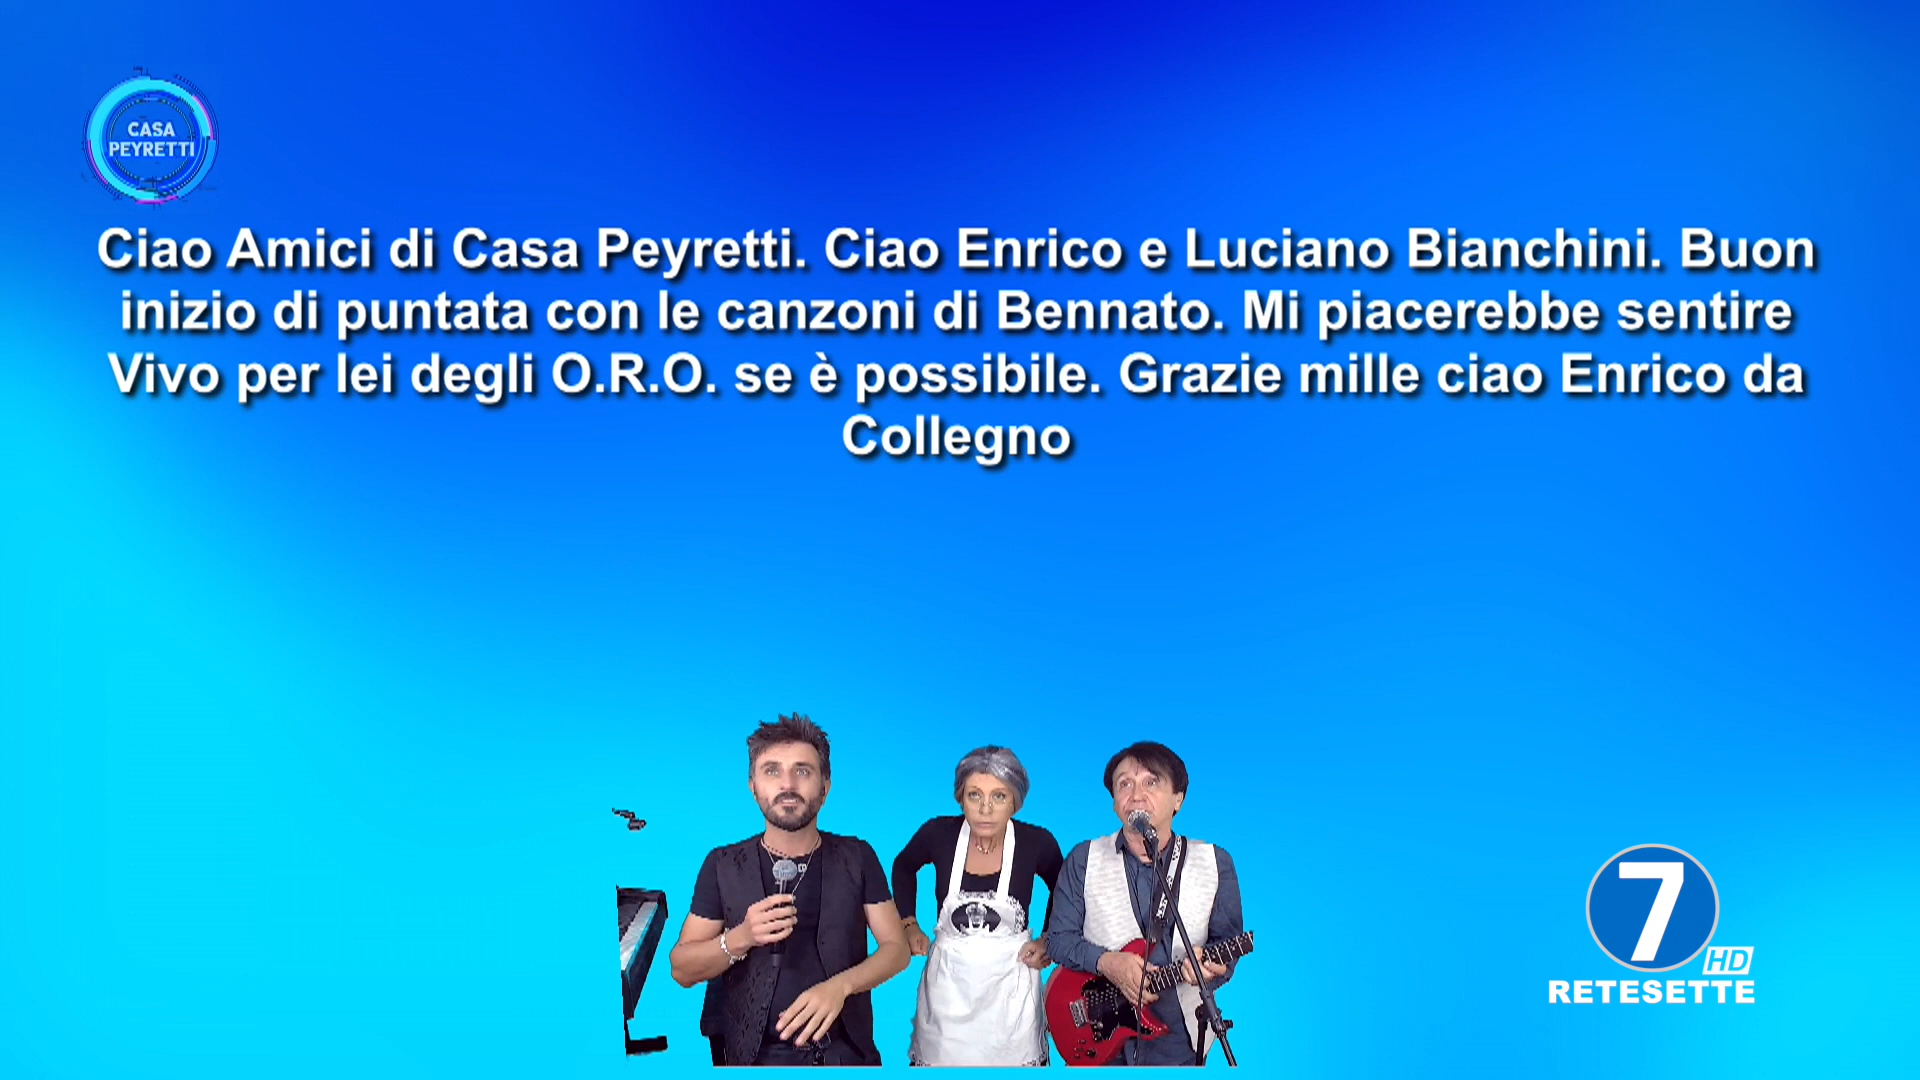 CASA
PEYRETTI
Ciao Amici di Casa Peyretti. Ciao Enrico e Luciano Bianchini. Buon
inizio di puntata con le canzoni di Bennato. Mi piacerebbe sentire
Vivo per lei degli O.R.O. se è possibile. Grazie mille ciao Enrico da
Collegno
7
HD
RETESETTE